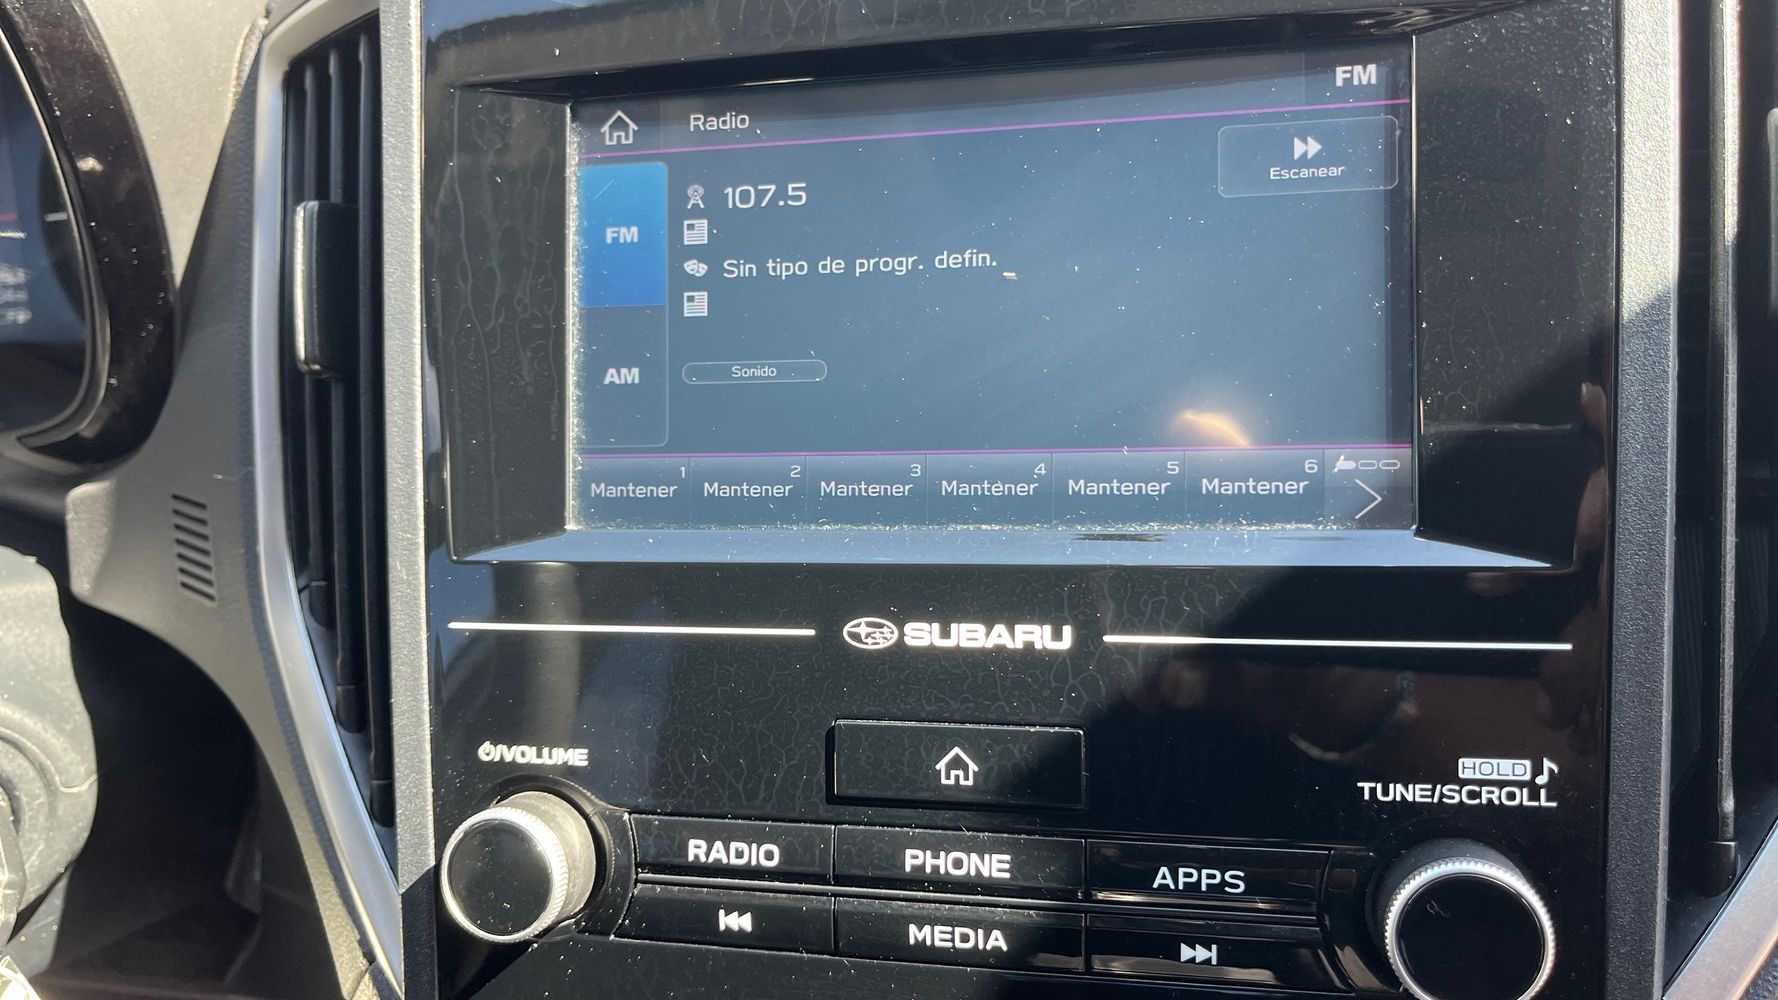 FM
Radio
Escanear
107.5
FM
Sin tipo de progr. defin.
AM
Sonido
1 2 3 4 5 6
Mantener Mantener Mantener Mantener Mantener Mantener
SUBARU
/VOLUME
HOLD
TUNE/SCROLL
RADIO PHONE APPS
MEDIA